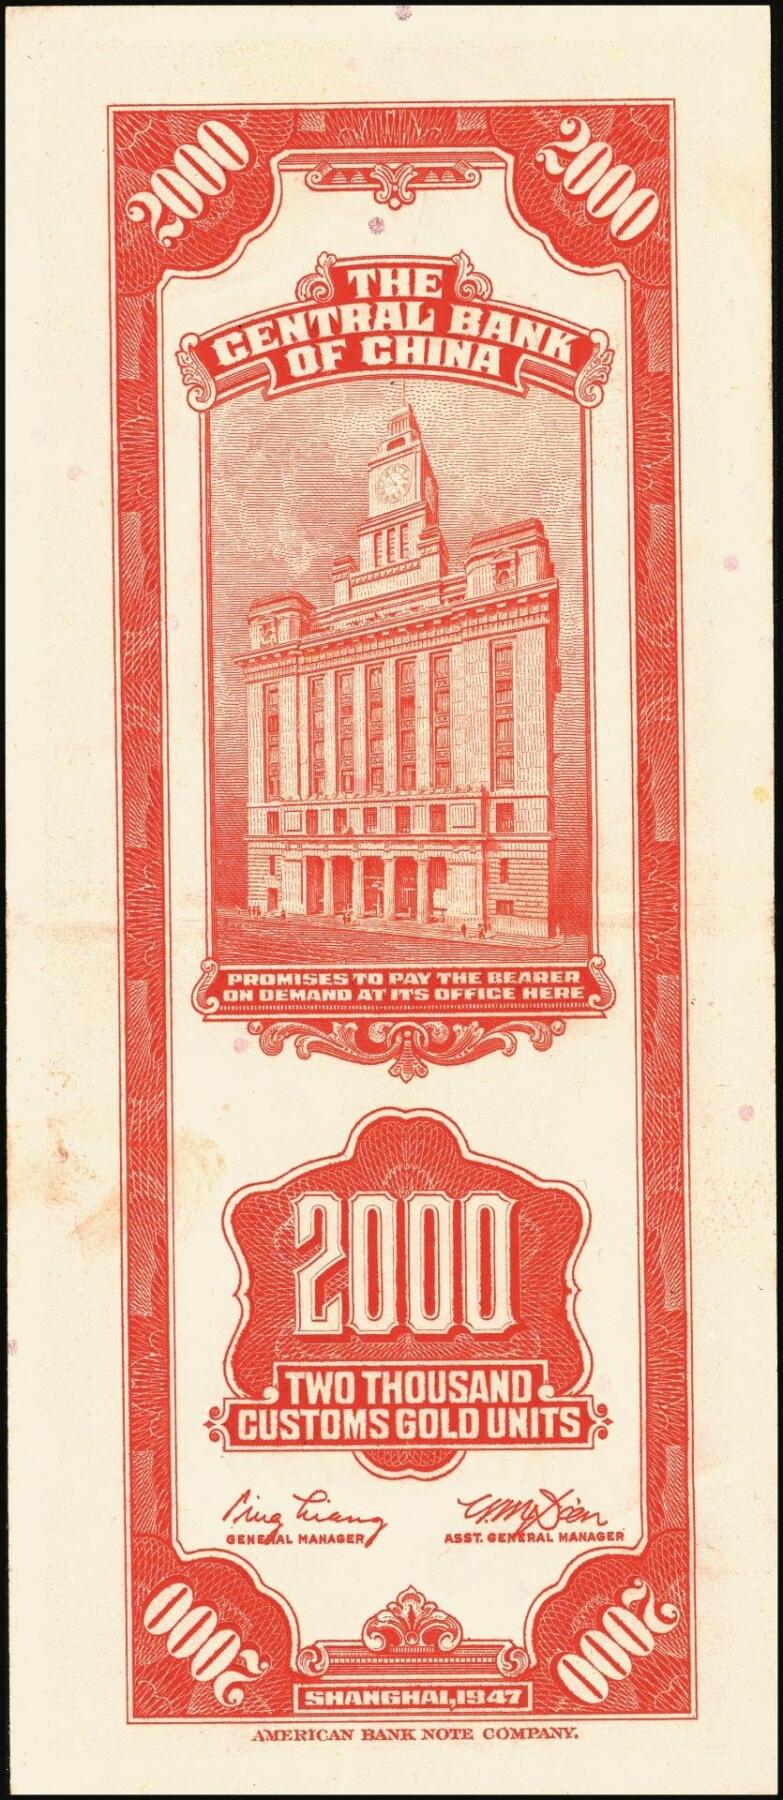 2000 2000
THE
CENTRAL BANK
OF CHINA
PROMISES TO PAY THE BEARER
ON DEMAND AT ITS OFFICE HERE
2000
TWO THOUSAND
CUSTOMS GOLD UNITS
GENERAL MANAGER ASST. GENERAL MANAGER
2000 2000
SHANGHAI, 1947
AMERICAN BANK NOTE COMPANY.